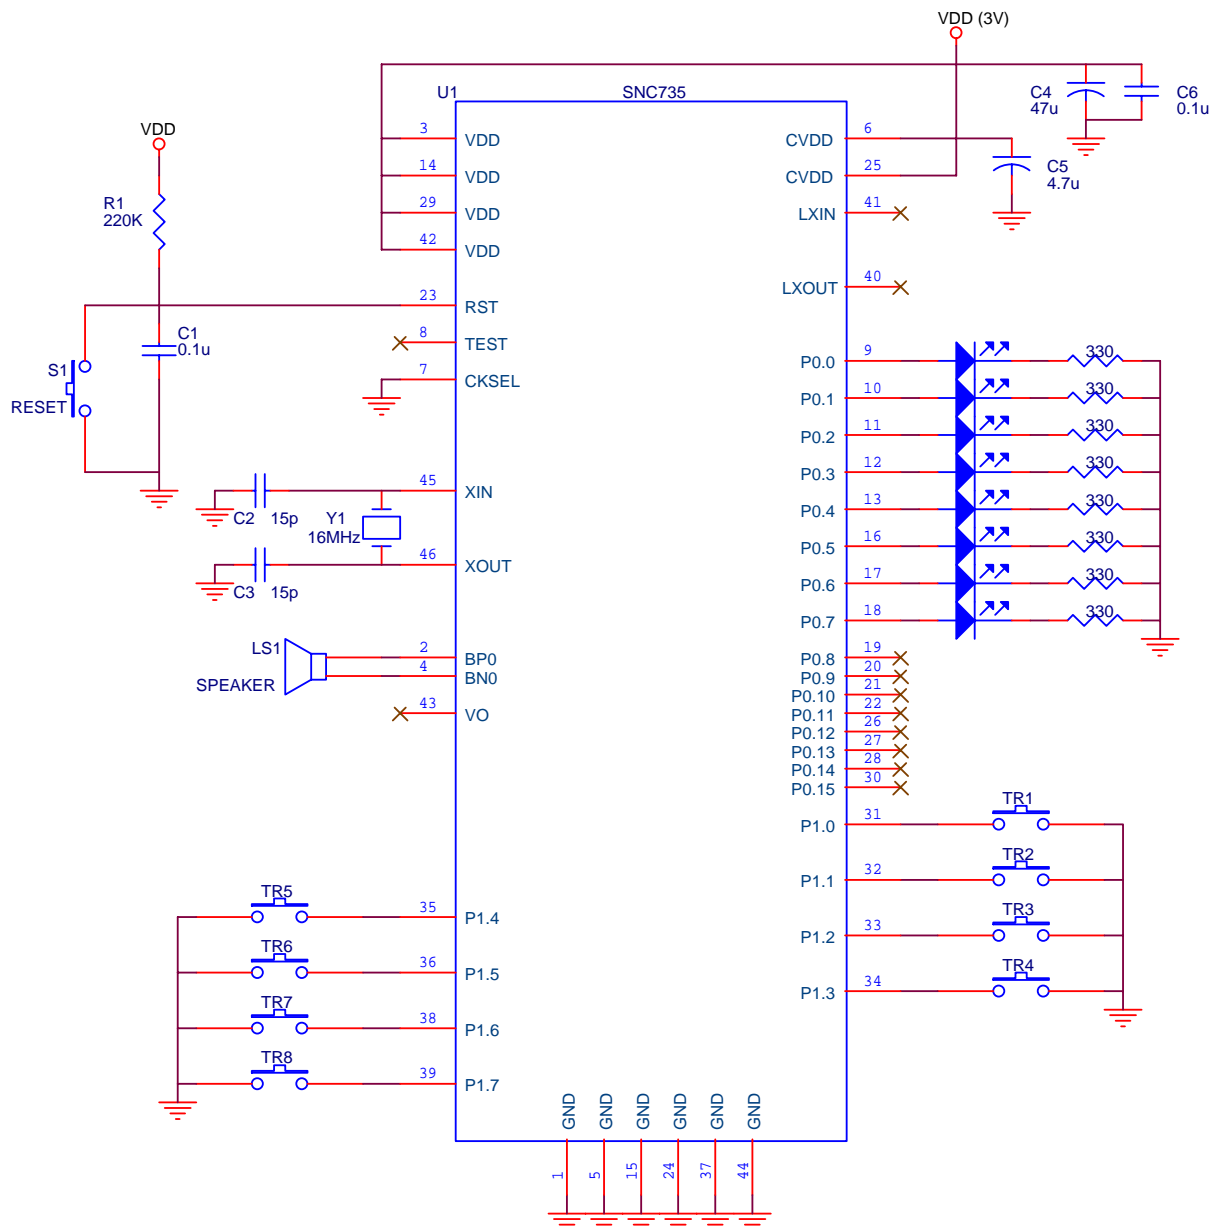 VDD (3V)
U1
SNC735
C4
47u
C6
0.1u
VDD
R1
220K
3
VDD
14
VDD
29
VDD
42
VDD
23
RST
8
TEST
7
CKSEL
C1
0.1u
S1
RESET
45
XIN
C2
15p
Y1
16MHz
46
XOUT
C3
15p
LS1
SPEAKER
2
BP0
4
BN0
43
VO
TR5
35
P1.4
TR6
36
P1.5
TR7
38
P1.6
TR8
39
P1.7
CVDD
6
CVDD
25
C5
4.7u
LXIN
41
LXOUT
40
P0.0
9
330
P0.1
10
330
P0.2
11
330
P0.3
12
330
P0.4
13
330
P0.5
16
330
P0.6
17
330
P0.7
18
330
P0.8
19
P0.9
20
P0.10
21
P0.11
22
P0.12
26
P0.13
27
P0.14
28
P0.15
30
P1.0
31
TR1
P1.1
32
TR2
P1.2
33
TR3
P1.3
34
TR4
GND
1
GND
5
GND
15
GND
24
GND
37
GND
44